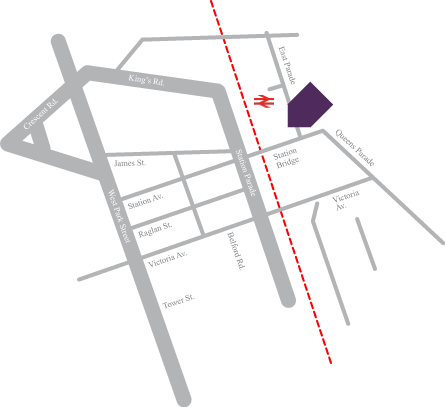 East Parade
King's Rd.
Crescent Rd.
Queens Parade
Station
Bridge
James St.
Station Parade
Station Av.
Victoria
Av.
West Park Street
Raglan St.
Belford Rd.
Victoria Av.
Tower St.